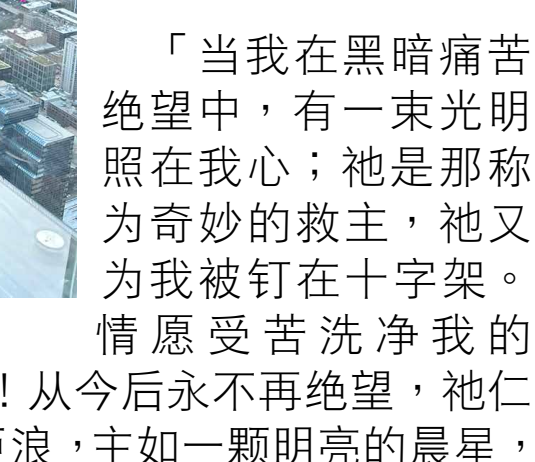 「当我在黑暗痛苦
绝望中，有一束光明
照在我心；祂是那称
为奇妙的救主，祂又
为我被钉在十字架。
情愿受苦洗净我的
！从今后永不再绝望，祂仁
浪，主如一颗明亮的晨星，